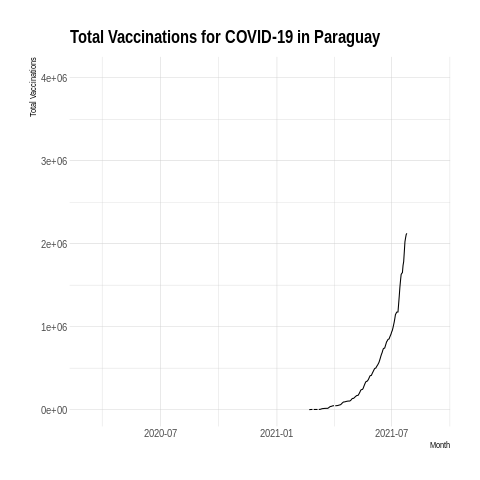 Total Vaccinations for COVID-19 in Paraguay
Total Vaccinations
4e+06
3e+06
2e+06
1e+06
0e+00
2020-07
2021-01
2021-07
Month